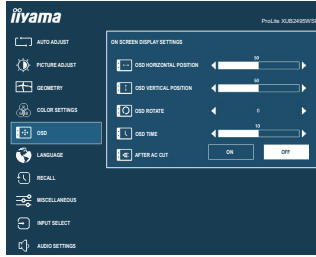 iiyama
ProLite XUB2495WSU
AUTO ADJUST
PICTURE ADJUST
GEOMETRY
COLOR SETTINGS
OSD
LANGUAGE
RECALL
MISCELLANEOUS
INPUT SELECT
AUDIO SETTINGS
ON SCREEN DISPLAY SETTINGS
OSD HORIZONTAL POSITION 50
OSD VERTICAL POSITION 50
OSD ROTATE 0
OSD TIME 10
AFTER AC CUT ON OFF